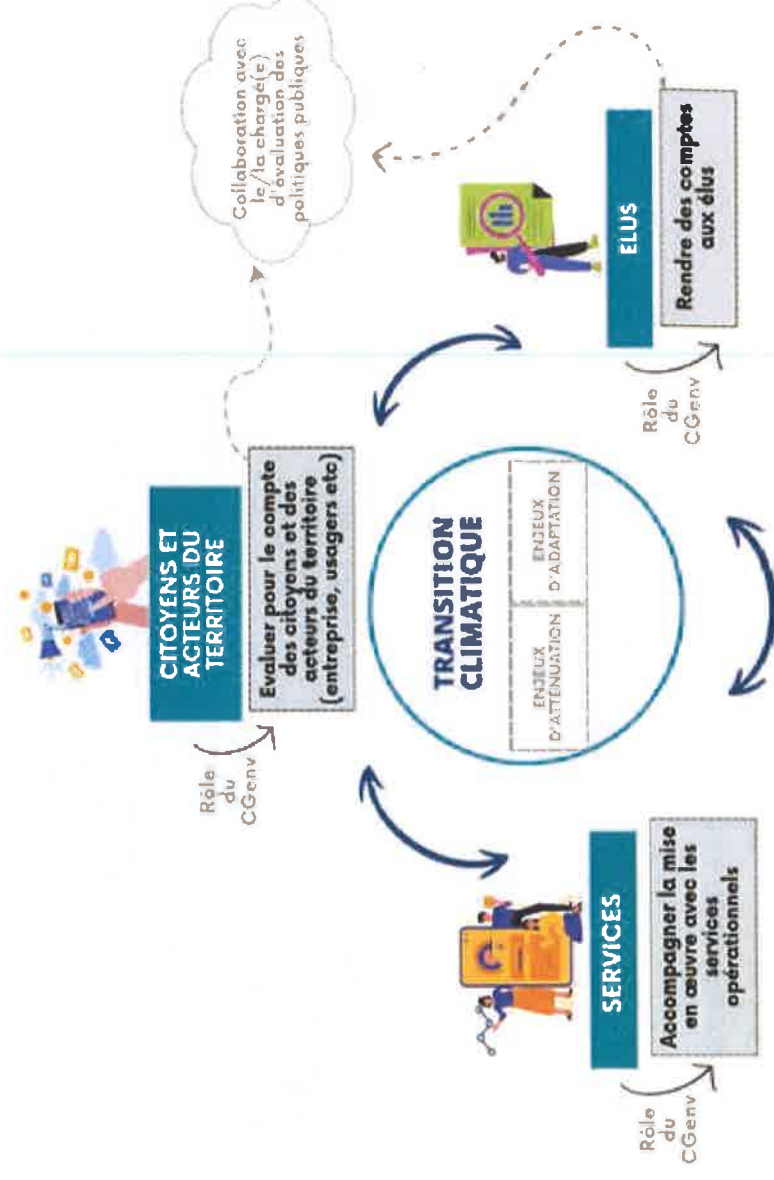 Collaboration avec
le/la chargé(e)
d'évaluation des
politiques publiques
CITOYENS ET
ACTEURS DU
TERRITOIRE
Rôle
du
CGenv
Evaluer pour le compte
des citoyens et des
acteurs du territoire
(entreprise, usagers etc)
TRANSITION
CLIMATIQUE
ENJEUX
D'ATTENUATION
ENJEUX
D'ADAPTATION
SERVICES
Rôle
du
CGenv
Accompagner la mise
en œuvre avec les
services
opérationnels
ELUS
Rôle
du
CGenv
Rendre des comptes
aux élus